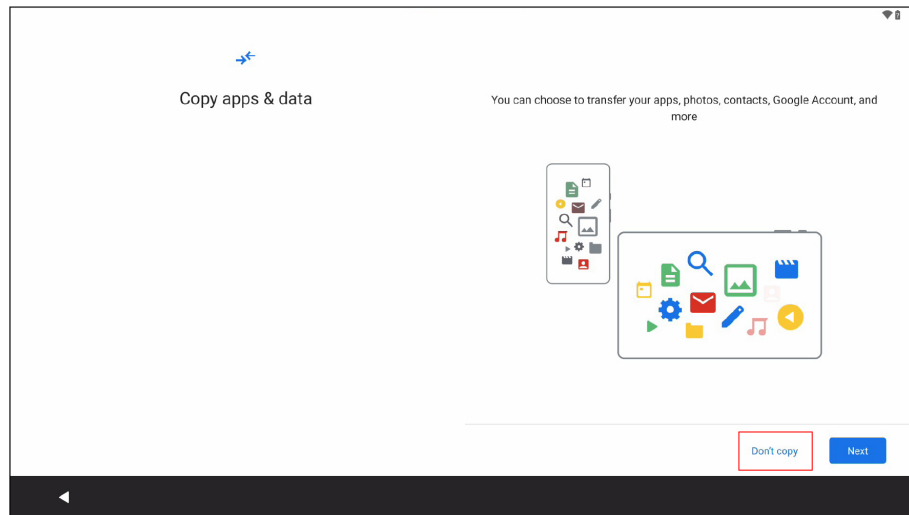 Copy apps & data
You can choose to transfer your apps, photos, contacts, Google Account, and
more
Don't copy
Next